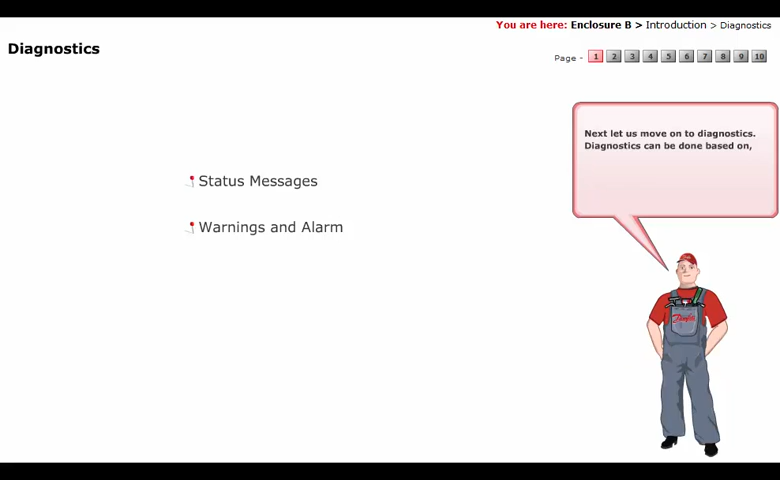 You are here: Enclosure B > Introduction > Diagnostics
Diagnostics
Page - 1 2 3 4 5 6 7 8 9 10
Next let us move on to diagnostics.
Diagnostics can be done based on,
Status Messages
Warnings and Alarm
Danfoss